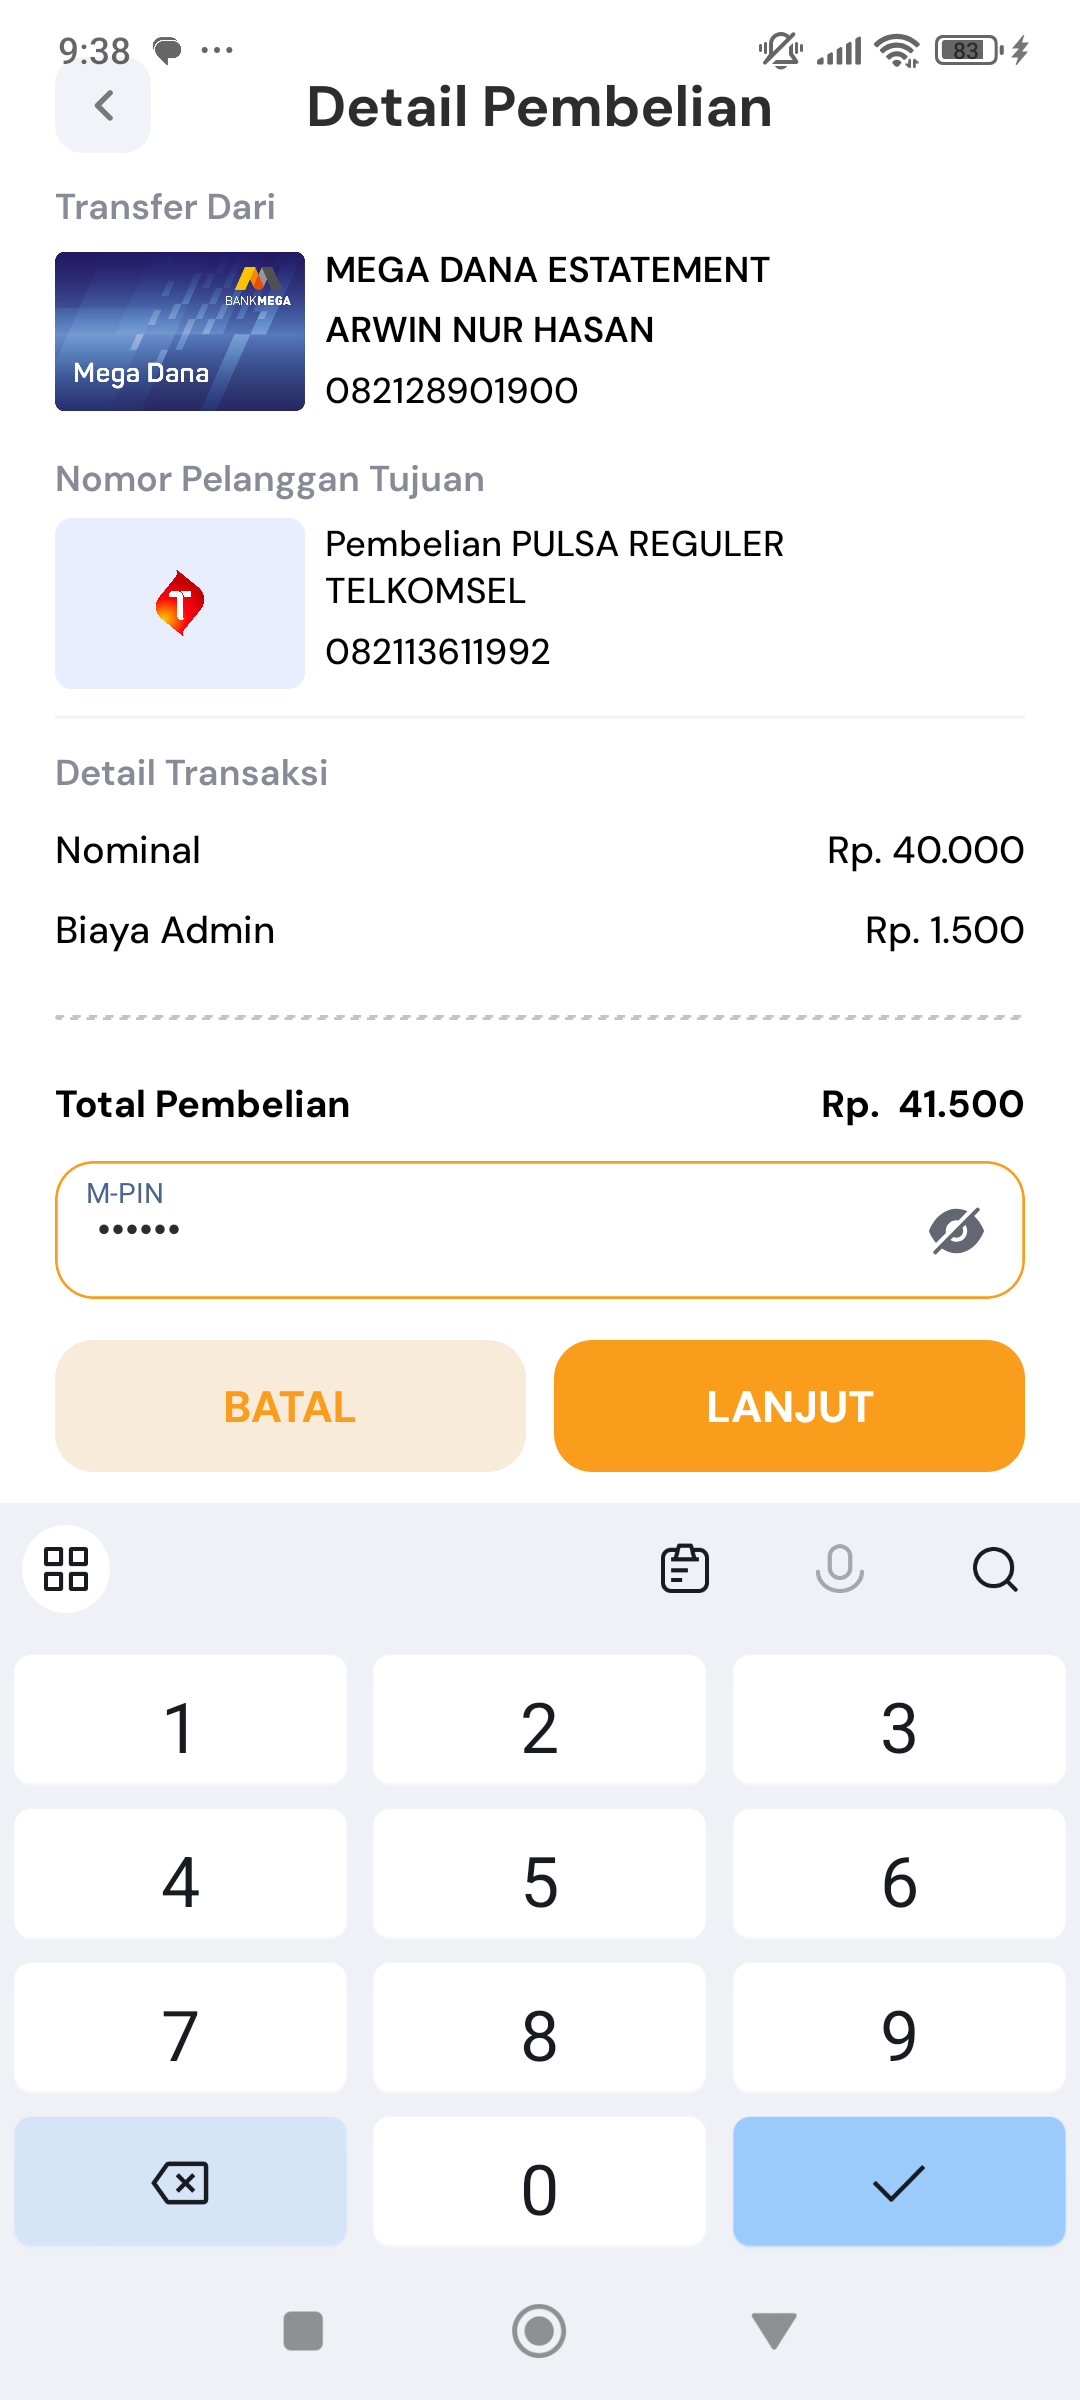 9:38
83
Detail Pembelian
Transfer Dari
BANKMEGA
Mega Dana
MEGA DANA ESTATEMENT
ARWIN NUR HASAN
082128901900
Nomor Pelanggan Tujuan
T
Pembelian PULSA REGULER
TELKOMSEL
082113611992
Detail Transaksi
Nominal Rp. 40.000
Biaya Admin Rp. 1.500
Total Pembelian Rp. 41.500
M-PIN
••••••
BATAL LANJUT
1 2 3
4 5 6
7 8 9
0